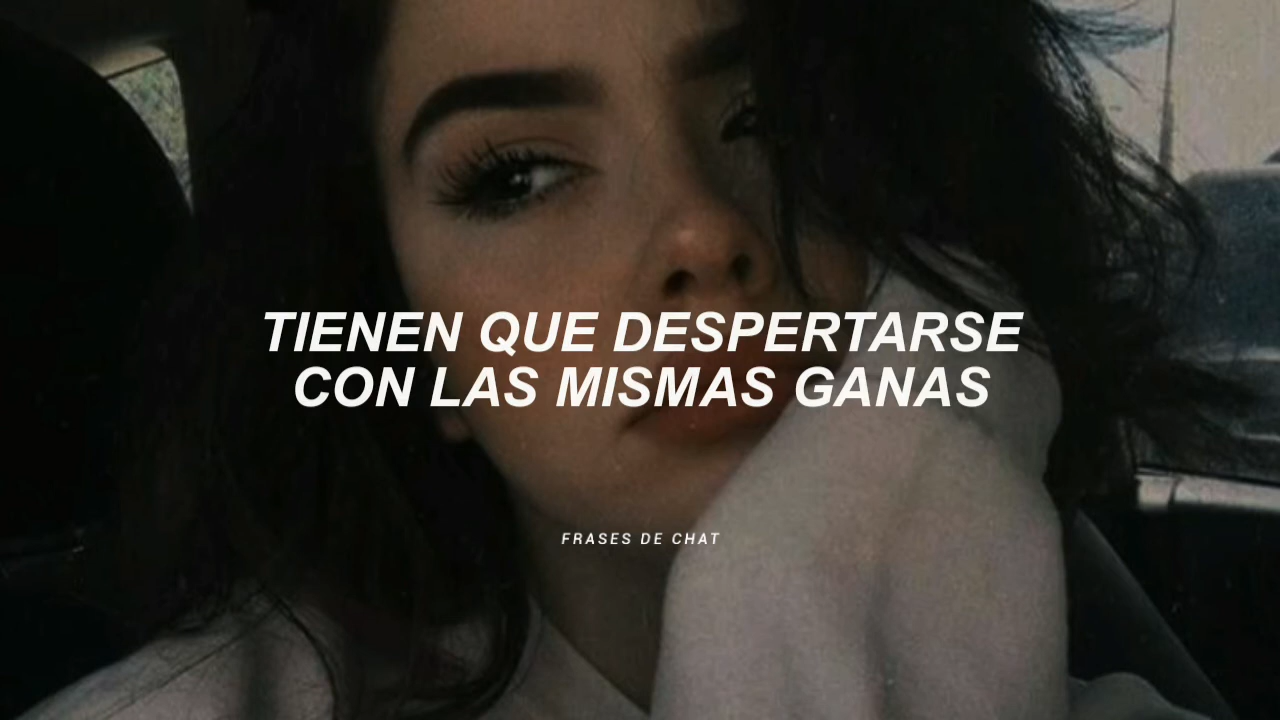 TIENEN QUE DESPERTARSE
CON LAS MISMAS GANAS
FRASES DE CHAT